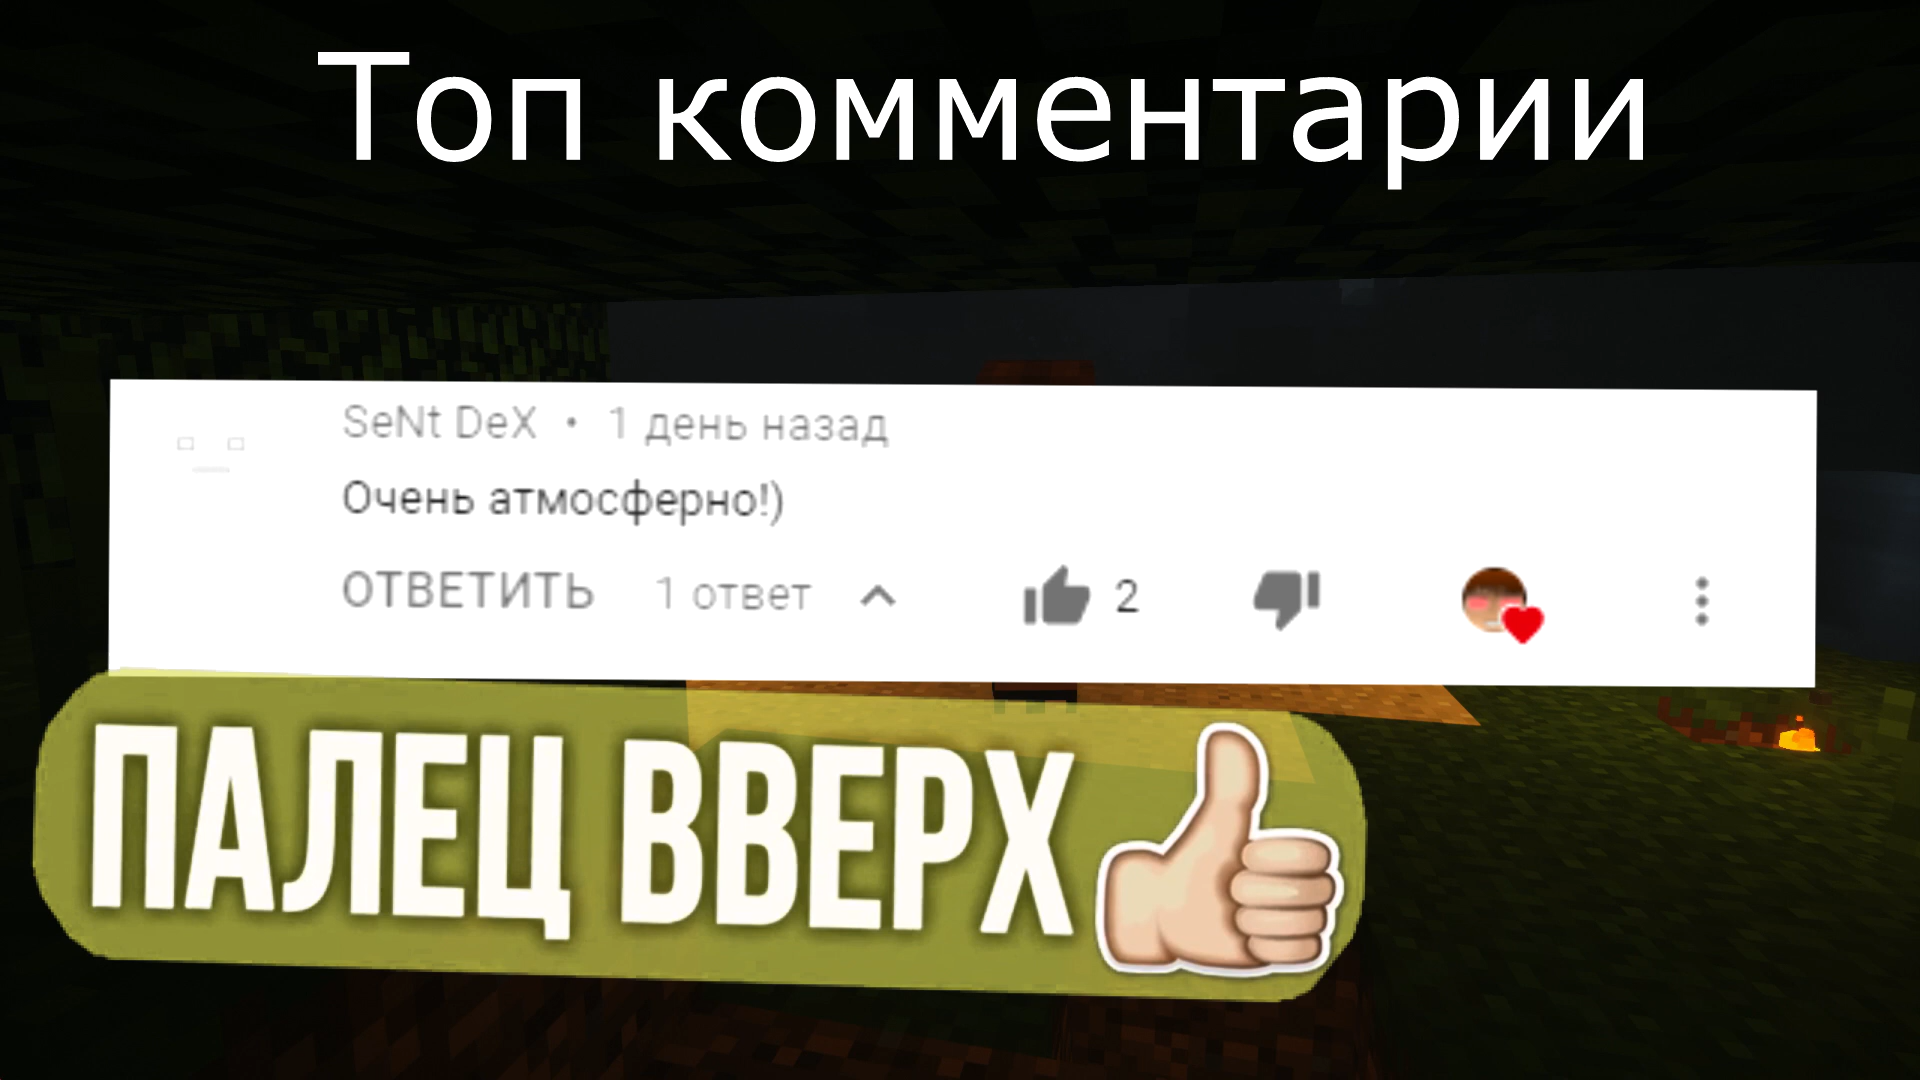 Топ комментарии
SeNt DeX • 1 день назад
Очень атмосферно!)
ОТВЕТИТЬ 1 ответ 2
ПАЛЕЦ ВВЕРХ